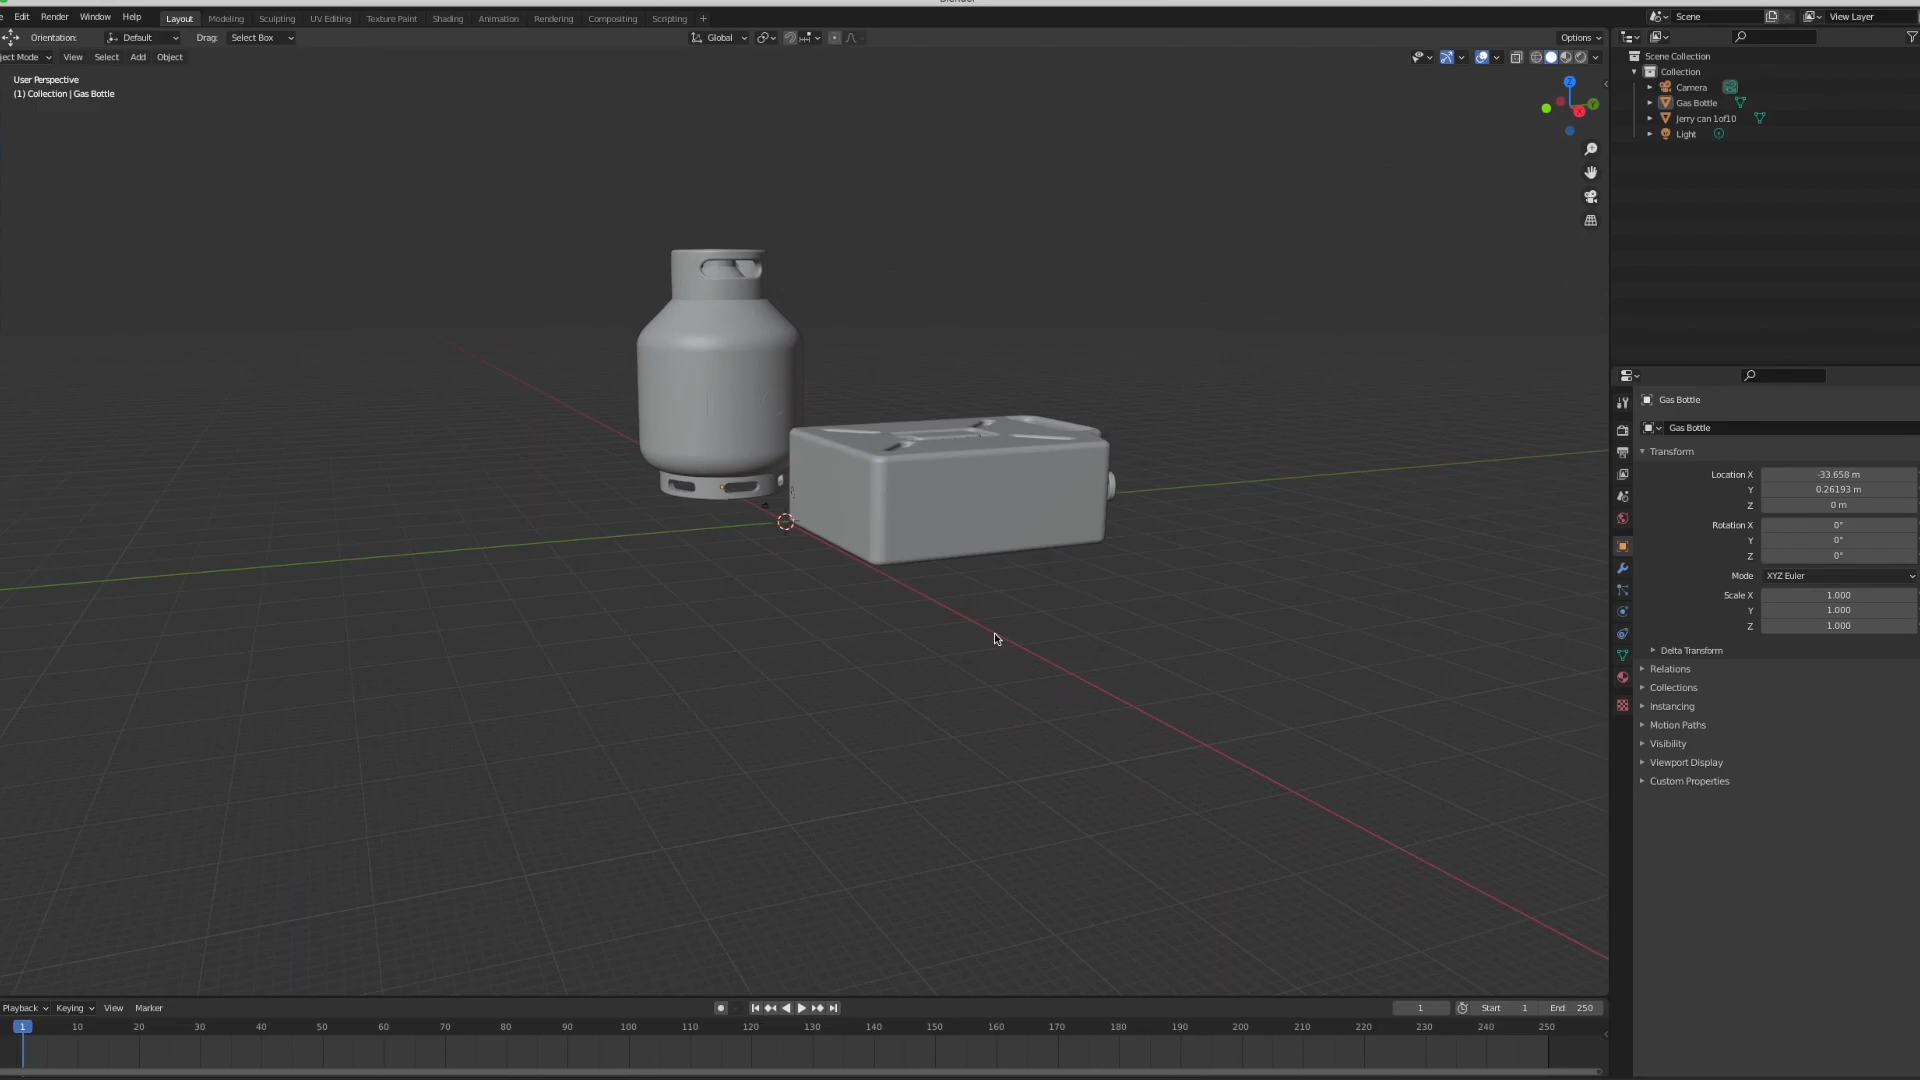 Blender
Edit Render Window Help Layout Modeling Sculpting UV Editing Texture Paint Shading Animation Rendering Compositing Scripting + Scene View Layer
Orientation: Default Drag: Select Box Global Options
ject Mode View Select Add Object
User Perspective
(1) Collection | Gas Bottle
Z
Y
X
Scene Collection
Collection
Camera
Gas Bottle
Jerry can 1of10
Light
Gas Bottle
Gas Bottle
Transform
Location X -33.658 m
Y 0.26193 m
Z 0 m
Rotation X 0°
Y 0°
Z 0°
Mode XYZ Euler
Scale X 1.000
Y 1.000
Z 1.000
Delta Transform
Relations
Collections
Instancing
Motion Paths
Visibility
Viewport Display
Custom Properties
Playback Keying View Marker 1 Start 1 End 250
1 10 20 30 40 50 60 70 80 90 100 110 120 130 140 150 160 170 180 190 200 210 220 230 240 250